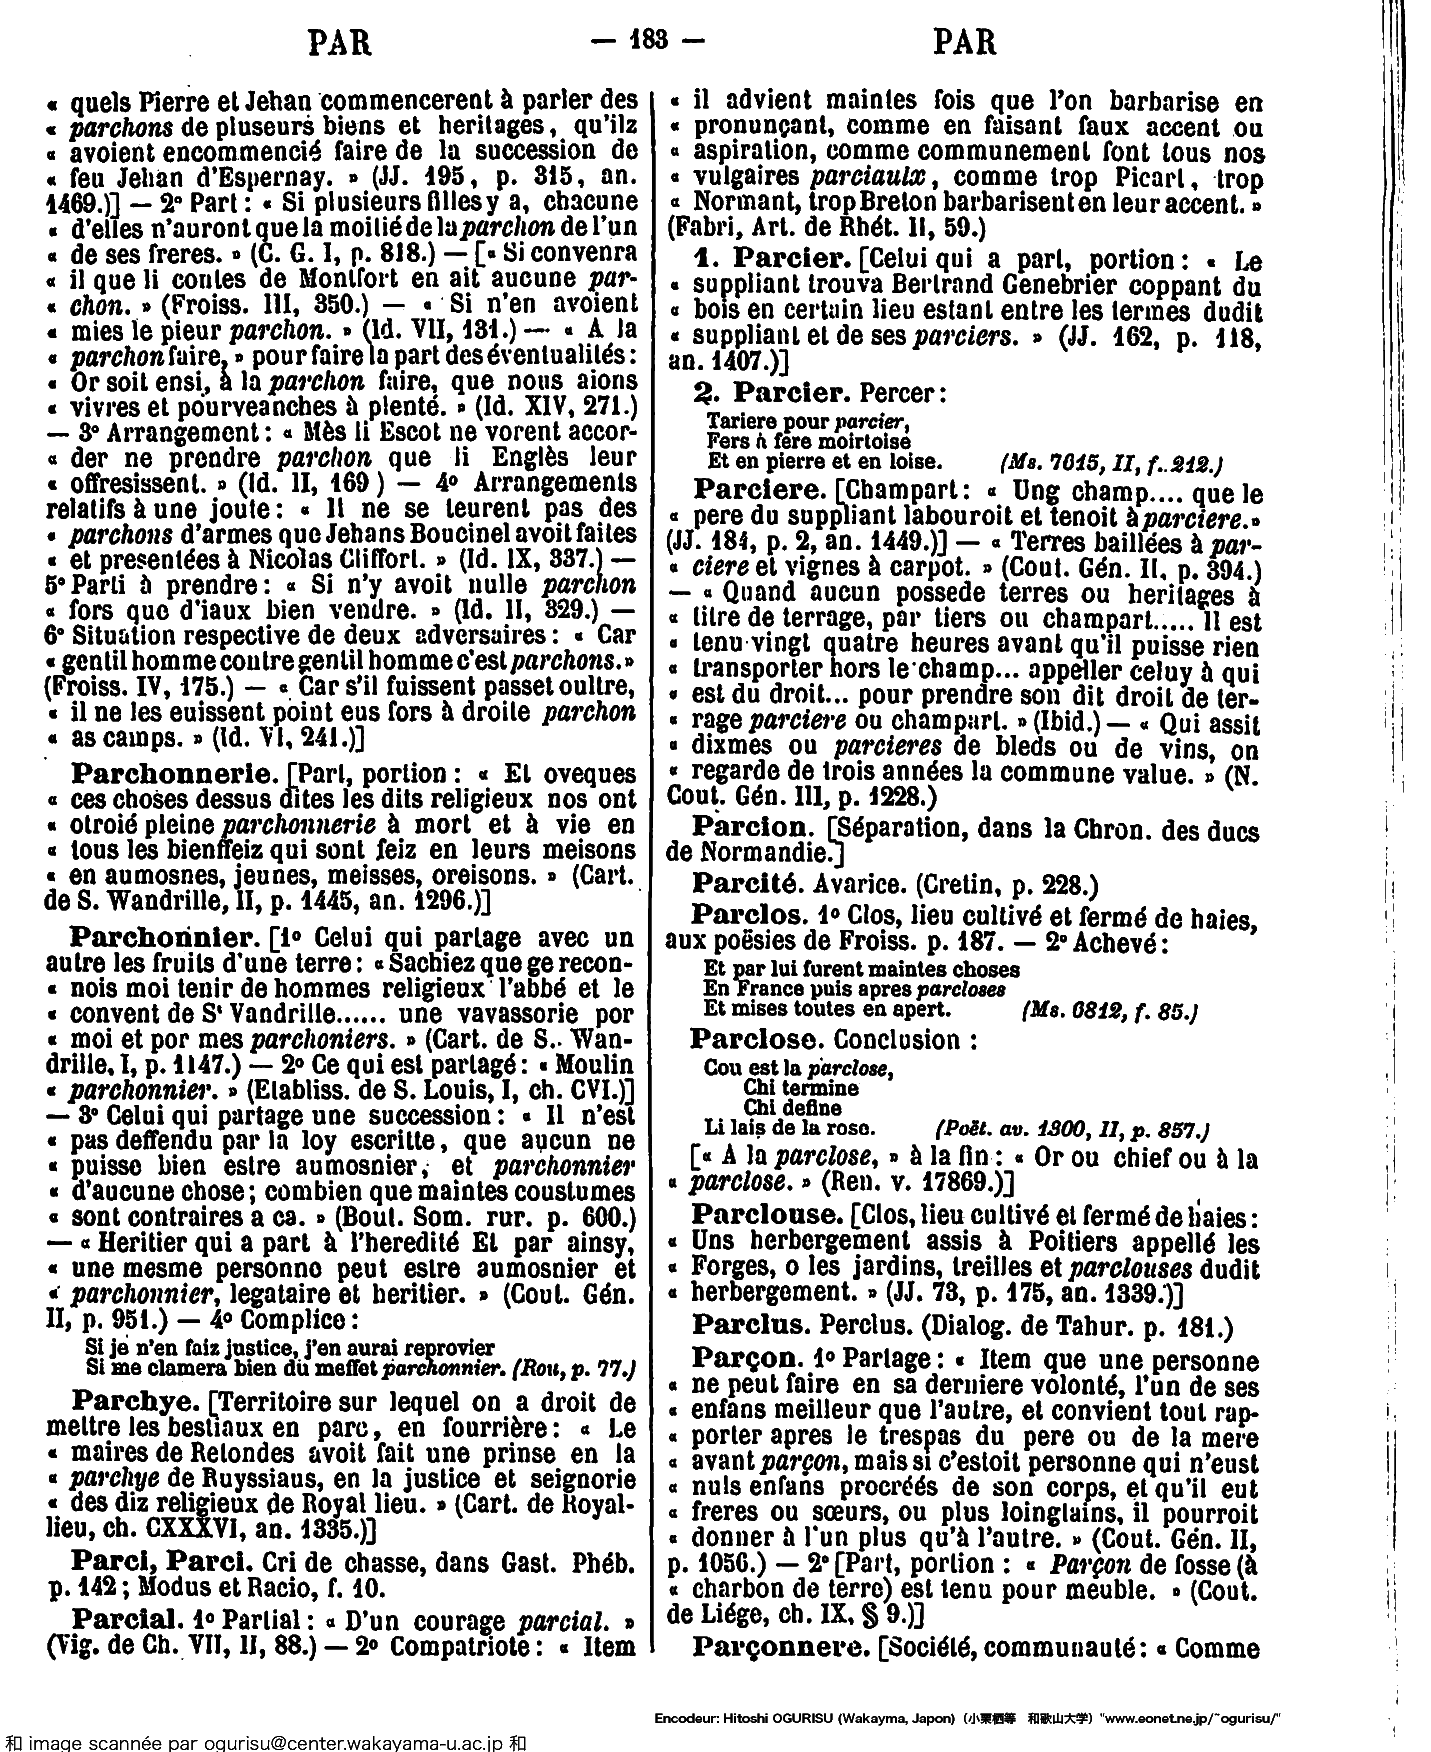 PAR — 183 — PAR
« quels Pierre et Jehan commencerent à parler des
« parchons de pluseurs biens et heritages, qu'ilz
« avoient encommencié faire de la succession de
« feu Jehan d'Espernay. » (JJ. 195, p. 315, an.
1469.)] — 2° Part : « Si plusieurs filles y a, chacune
« d'elles n'auront que la moitié de la parchon de l'un
« de ses freres. » (C. G. I, p. 818.) — [« Si convenra
« il que li contes de Montfort en ait aucune par-
« chon. » (Froiss. III, 350.) — « Si n'en avoient
« mies le pieur parchon. » (Id. VII, 131.) — « A la
« parchon faire, » pour faire la part des éventualités :
« Or soit ensi, à la parchon faire, que nous aions
« vivres et pourveanches à plenté. » (Id. XIV, 271.)
— 3° Arrangement : « Mès li Escot ne vorent accor-
« der ne prendre parchon que li Englès leur
« offresissent. » (Id. II, 169 ) — 4° Arrangements
relatifs à une joute : « Il ne se teurent pas des
« parchons d'armes que Jehans Boucinel avoit faites
« et presentées à Nicolas Cliffort. » (Id. IX, 337.) —
5° Parti à prendre : « Si n'y avoit nulle parchon
« fors que d'iaux bien vendre. » (Id. II, 329.) —
6° Situation respective de deux adversaires : « Car
« gentil homme contre gentil homme c'est parchons. »
(Froiss. IV, 175.) — « Car s'il fuissent passet oultre,
« il ne les euissent point eus fors à droite parchon
« as camps. » (Id. VI, 241.)]
Parchonnerie. [Part, portion : « Et oveques
« ces choses dessus dites les dits religieux nos ont
« otroié pleine parchonnerie à mort et à vie en
« tous les bienffeiz qui sont feiz en leurs meisons
« en aumosnes, jeunes, meisses, oreisons. » (Cart.
de S. Wandrille, II, p. 1445, an. 1296.)]
Parchonnier. [1° Celui qui partage avec un
autre les fruits d'une terre : « Sachiez que ge recon-
« nois moi tenir de hommes religieux l'abbé et le
« convent de St Vandrille...... une vavassorie por
« moi et por mes parchoniers. » (Cart. de S. Wan-
drille, I, p. 1147.) — 2° Ce qui est partagé : « Moulin
« parchonnier. » (Etabliss. de S. Louis, I, ch. CVI.)]
— 3° Celui qui partage une succession : « Il n'est
« pas deffendu par la loy escritte, que aucun ne
« puisse bien estre aumosnier, et parchonnier
« d'aucune chose ; combien que maintes coustumes
« sont contraires a ca. » (Bout. Som. rur. p. 600.)
— « Heritier qui a part à l'heredité Et par ainsy,
« une mesme personne peut estre aumosnier et
« parchonnier, legataire et heritier. » (Cout. Gén.
II, p. 951.) — 4° Complice :
Si je n'en faiz justice, j'en aurai reprovier
Si me clamera bien du meffet parchonnier. (Rou, p. 77.)
Parchye. [Territoire sur lequel on a droit de
mettre les bestiaux en parc, en fourrière : « Le
« maires de Retondes avoit fait une prinse en la
« parchye de Ruyssiaus, en la justice et seignorie
« des diz religieux de Royal lieu. » (Cart. de Royal-
lieu, ch. CXXXVI, an. 1335.)]
Parci, Parci. Cri de chasse, dans Gast. Phéb.
p. 142 ; Modus et Racio, f. 10.
Parcial. 1° Partial : « D'un courage parcial. »
(Vig. de Ch. VII, II, 88.) — 2° Compatriote : « Item
« il advient maintes fois que l'on barbarise en
« pronunçant, comme en faisant faux accent ou
« aspiration, comme communement font tous nos
« vulgaires parciaulx, comme trop Picart, trop
« Normant, trop Breton barbarisent en leur accent. »
(Fabri, Art. de Rhét. II, 59.)
1. Parcier. [Celui qui a part, portion : « Le
« suppliant trouva Bertrand Genebrier coppant du
« bois en certain lieu estant entre les termes dudit
« suppliant et de ses parciers. » (JJ. 162, p. 118,
an. 1407.)]
2. Parcier. Percer :
Tariere pour parcier,
Fers à fere moirtoise
Et en pierre et en loise. (Ms. 7615, II, f. 212.)
Parciere. [Champart : « Ung champ.... que le
« pere du suppliant labouroit et tenoit à parciere. »
(JJ. 184, p. 2, an. 1449.)] — « Terres baillées à par-
« ciere et vignes à carpot. » (Cout. Gén. II, p. 394.)
— « Quand aucun possede terres ou heritages à
« titre de terrage, par tiers ou champart..... Il est
« tenu vingt quatre heures avant qu'il puisse rien
« transporter hors le champ... appeller celuy à qui
« est du droit... pour prendre son dit droit de ter-
« rage parciere ou champart. » (Ibid.) — « Qui assit
« dixmes ou parcieres de bleds ou de vins, on
« regarde de trois années la commune value. » (N.
Cout. Gén. III, p. 1228.)
Parcion. [Séparation, dans la Chron. des ducs
de Normandie.]
Parcité. Avarice. (Cretin, p. 228.)
Parclos. 1° Clos, lieu cultivé et fermé de haies,
aux poësies de Froiss. p. 187. — 2° Achevé :
Et par lui furent maintes choses
En France puis apres parcloses
Et mises toutes en apert. (Ms. 6812, f. 85.)
Parclose. Conclusion :
Cou est la parclose,
Chi termine
Chi define
Li lais de la rose. (Poët. av. 1300, II, p. 857.)
[« A la parclose, » à la fin : « Or ou chief ou à la
« parclose. » (Ren. v. 17869.)]
Parclouse. [Clos, lieu cultivé et fermé de haies :
« Uns herbergement assis à Poitiers appellé les
« Forges, o les jardins, treilles et parclouses dudit
« herbergement. » (JJ. 73, p. 175, an. 1339.)]
Parclus. Perclus. (Dialog. de Tahur. p. 181.)
Parçon. 1° Partage : « Item que une personne
« ne peut faire en sa derniere volonté, l'un de ses
« enfans meilleur que l'autre, et convient tout rap-
« porter apres le trespas du pere ou de la mere
« avant parçon, mais si c'estoit personne qui n'eust
« nuls enfans procréés de son corps, et qu'il eut
« freres ou sœurs, ou plus loinglains, il pourroit
« donner à l'un plus qu'à l'autre. » (Cout. Gén. II,
p. 1056.) — 2° [Part, portion : « Parçon de fosse (à
« charbon de terre) est tenu pour meuble. » (Cout.
de Liége, ch. IX, § 9.)]
Parçonnere. [Société, communauté : « Comme
Encodeur: Hitoshi OGURISU (Wakayma, Japon) (小栗栖等 和歌山大学) "www.eonet.ne.jp/~ogurisu/"
和 image scannée par ogurisu@center.wakayama-u.ac.jp 和